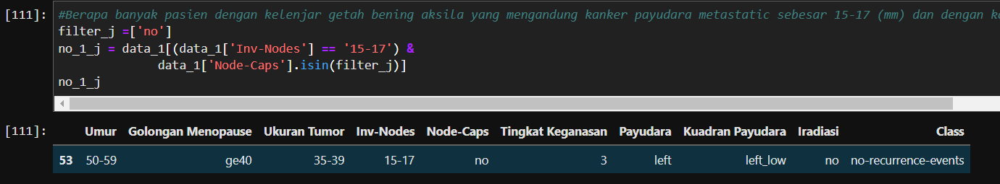 [111]: #Berapa banyak pasien dengan kelenjar getah bening aksila yang mengandung kanker payudara metastatic sebesar 15-17 (mm) dan dengan
filter_j =['no']
no_1_j = data_1[(data_1['Inv-Nodes'] == '15-17') &
data_1['Node-Caps'].isin(filter_j)]
no_1_j
[111]: Umur Golongan Menopause Ukuran Tumor Inv-Nodes Node-Caps Tingkat Keganasan Payudara Kuadran Payudara Iradiasi Class
53 50-59 ge40 35-39 15-17 no 3 left left_low no no-recurrence-events